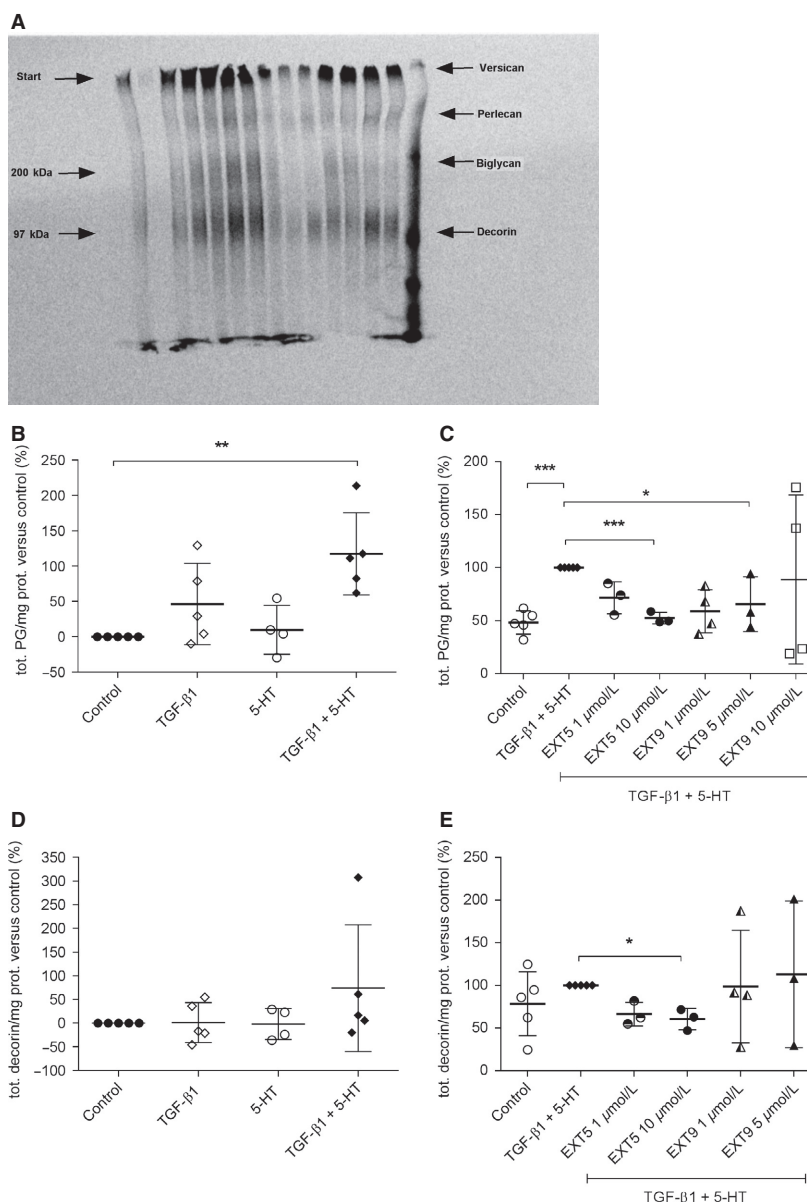 A
Start
200 kDa
97 kDa
Versican
Perlecan
Biglycan
Decorin
B
tot. PG/mg prot. versus control (%)
250
200
150
100
50
0
−50
**
Control
TGF-β1
5-HT
TGF-β1 + 5-HT
C
tot. PG/mg prot. versus control (%)
200
150
100
50
0
***
*
***
Control
TGF-β1 + 5-HT
EXT5 1 µmol/L
EXT5 10 µmol/L
EXT9 1 µmol/L
EXT9 5 µmol/L
EXT9 10 µmol/L
TGF-β1 + 5-HT
D
tot. decorin/mg prot. versus control (%)
350
300
250
200
150
100
50
0
−50
−100
Control
TGF-β1
5-HT
TGF-β1 + 5-HT
E
tot. decorin/mg prot. versus control (%)
250
200
150
100
50
0
*
Control
TGF-β1 + 5-HT
EXT5 1 µmol/L
EXT5 10 µmol/L
EXT9 1 µmol/L
EXT9 5 µmol/L
TGF-β1 + 5-HT